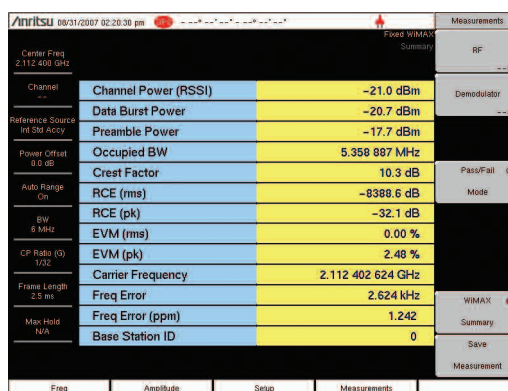 Anritsu 08/31/2007 02:20:30 pm
Center Freq
2.112 400 GHz
Channel
--
Reference Source
Int Std Accy
Power Offset
0.0 dB
Auto Range
On
BW
6 MHz
CP Ratio (G)
1/32
Frame Length
2.5 ms
Max Hold
N/A
Fixed WiMAX
Summary
Channel Power (RSSI) -21.0 dBm
Data Burst Power -20.7 dBm
Preamble Power -17.7 dBm
Occupied BW 5.358 887 MHz
Crest Factor 10.3 dB
RCE (rms) -8388.6 dB
RCE (pk) -32.1 dB
EVM (rms) 0.00 %
EVM (pk) 2.48 %
Carrier Frequency 2.112 402 624 GHz
Freq Error 2.624 kHz
Freq Error (ppm) 1.242
Base Station ID 0
Measurements
RF
--
Demodulator
--
Pass/Fail
Mode
WiMAX
Summary
Save
Measurement
Freq Amplitude Setup Measurements